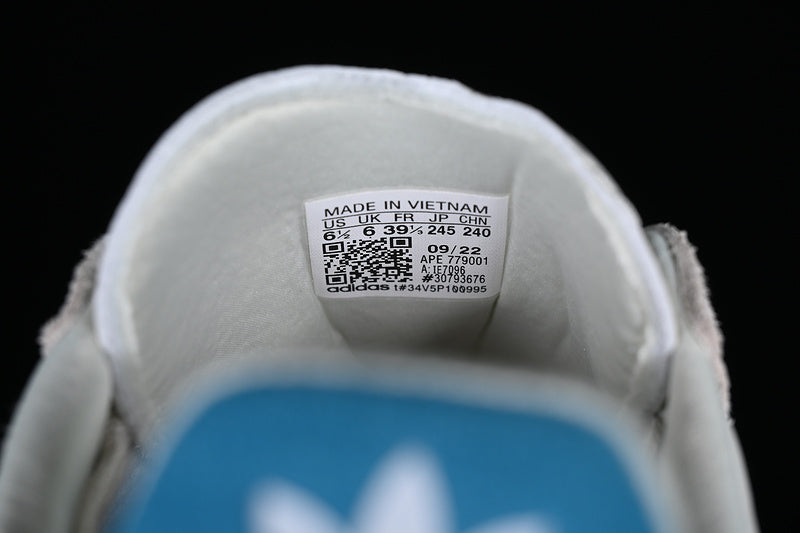 MADE IN VIETNAM
US UK FR JP CHN
6½ 6 39⅓ 245 240
09/22
APE 779001
A:IE7096
#30793676
adidas t#34V5P100995